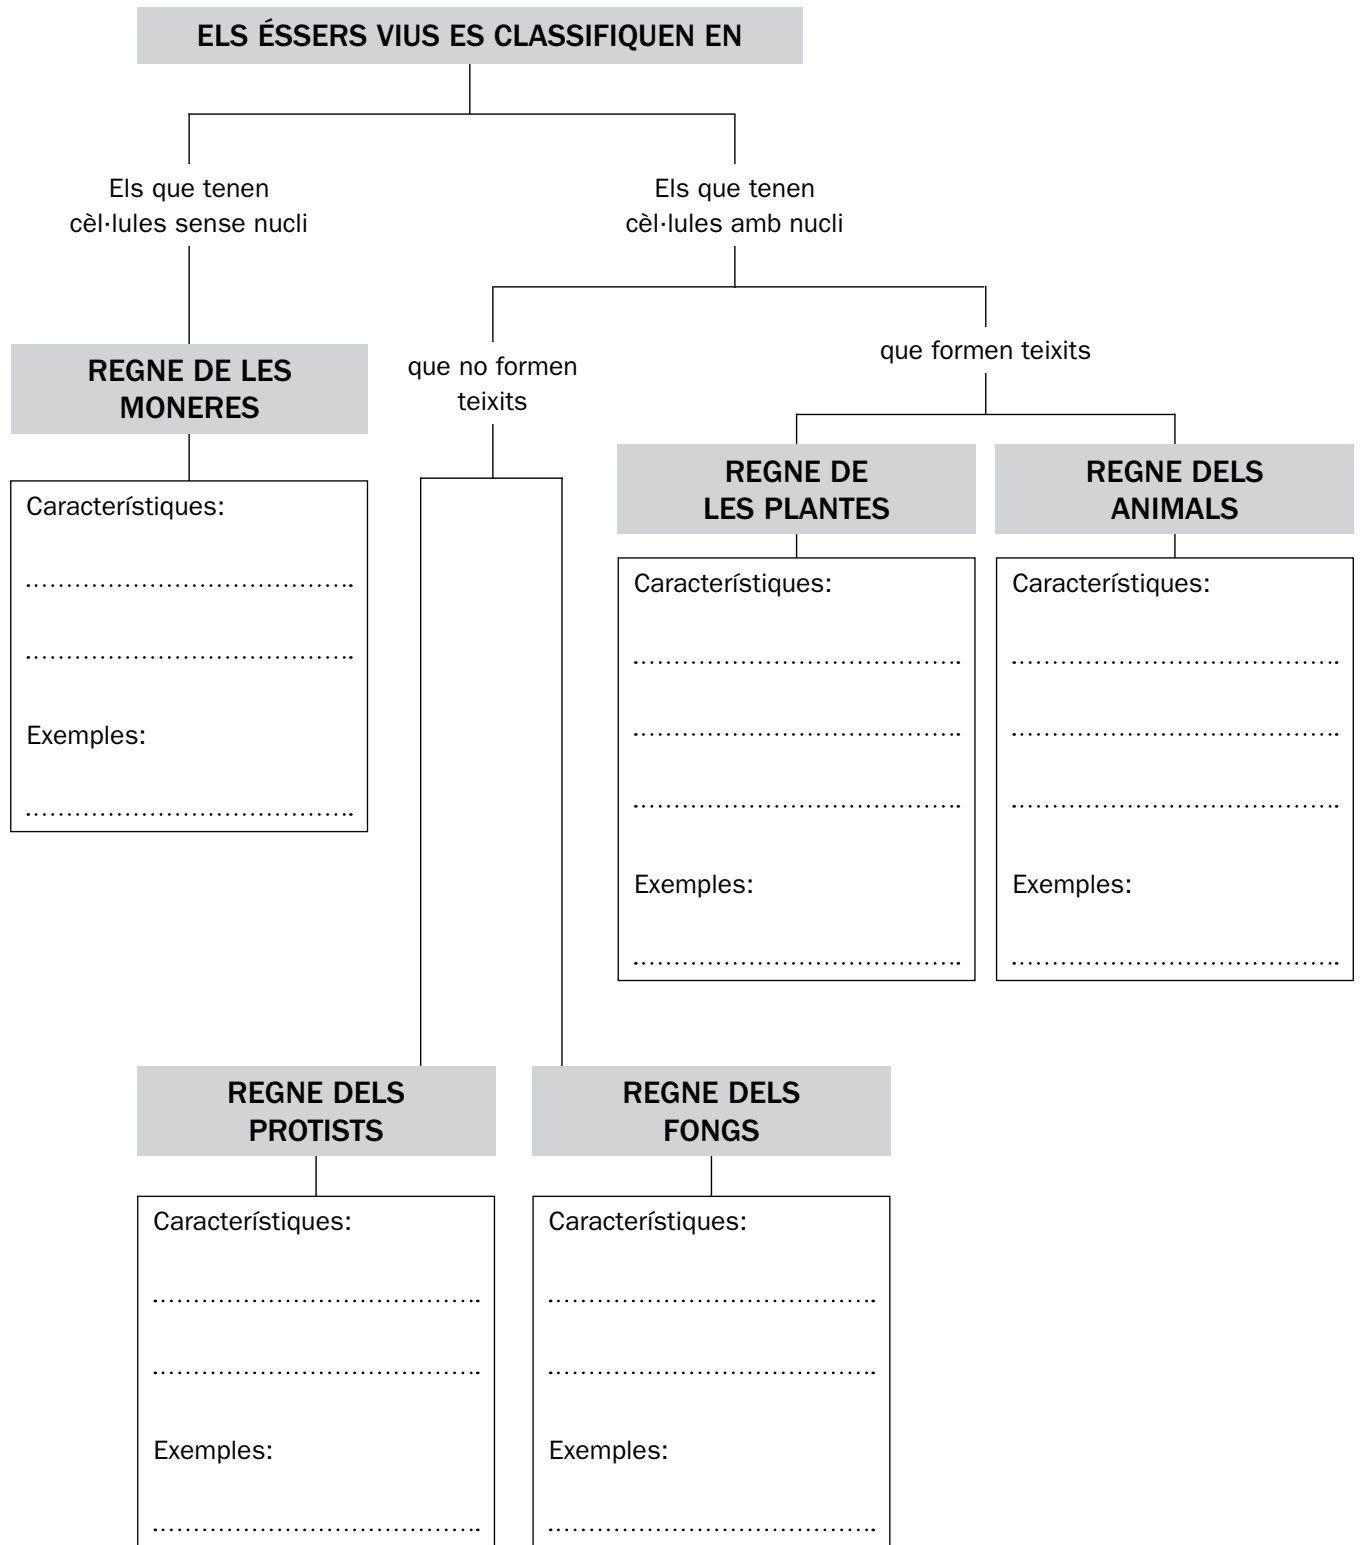 ELS ÉSSERS VIUS ES CLASSIFIQUEN EN
Els que tenen
cèl·lules sense nucli
Els que tenen
cèl·lules amb nucli
REGNE DE LES
MONERES
Característiques:
Exemples:
que no formen
teixits
que formen teixits
REGNE DE
LES PLANTES
Característiques:
Exemples:
REGNE DELS
ANIMALS
Característiques:
Exemples:
REGNE DELS
PROTISTS
Característiques:
Exemples:
REGNE DELS
FONGS
Característiques:
Exemples: